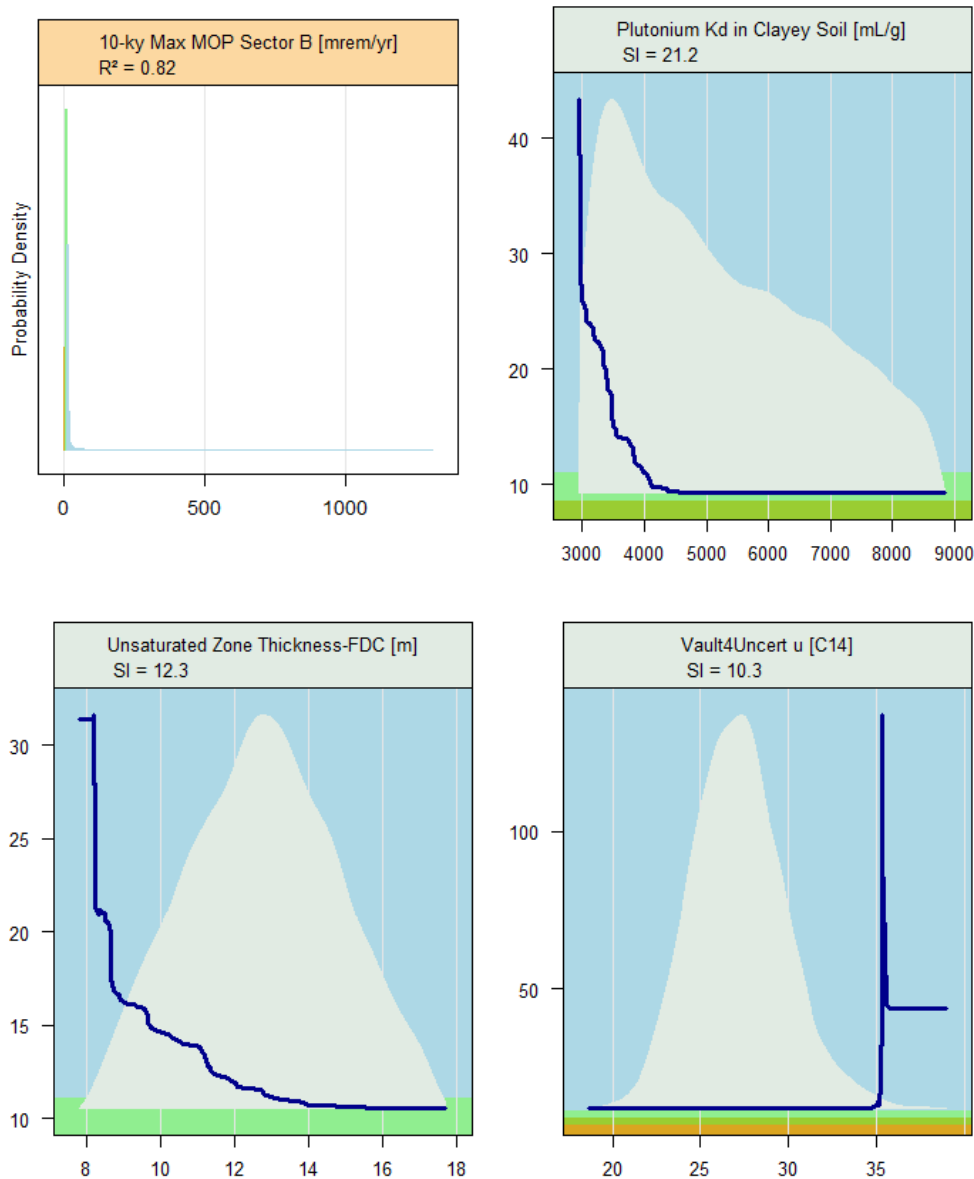 10-ky Max MOP Sector B [mrem/yr]
R² = 0.82
Probability Density
0 500 1000
Plutonium Kd in Clayey Soil [mL/g]
SI = 21.2
40
30
20
10
3000 4000 5000 6000 7000 8000 9000
Unsaturated Zone Thickness-FDC [m]
SI = 12.3
30
25
20
15
10
8 10 12 14 16 18
Vault4Uncert u [C14]
SI = 10.3
100
50
20 25 30 35